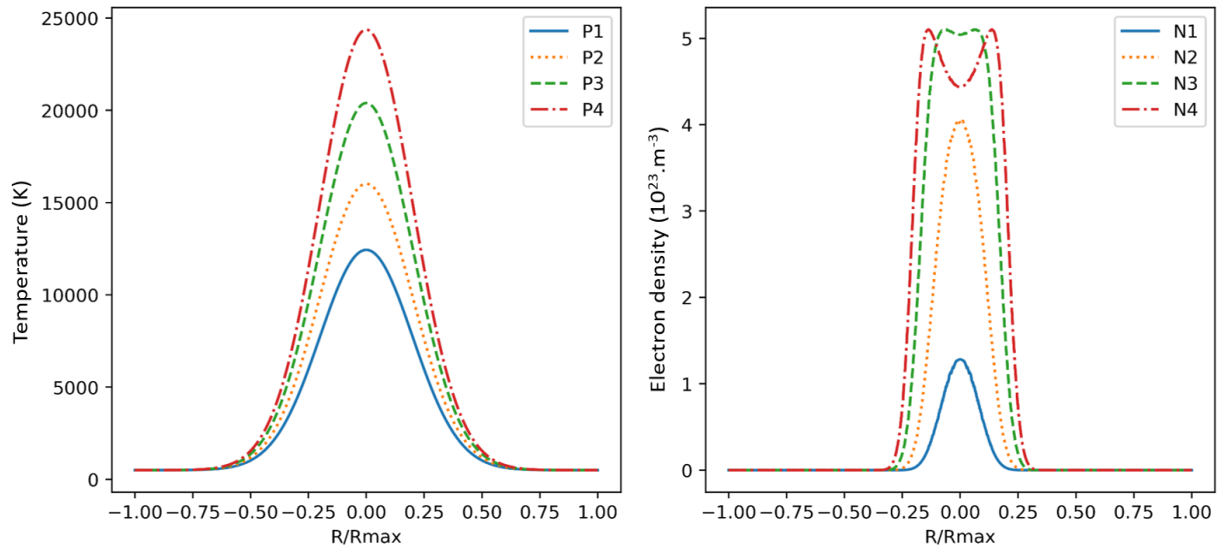 25000
20000
15000
10000
5000
0
Temperature (K)
−1.00 −0.75 −0.50 −0.25 0.00 0.25 0.50 0.75 1.00
R/Rmax
P1
P2
P3
P4
5
4
3
2
1
0
Electron density (10²³.m⁻³)
−1.00 −0.75 −0.50 −0.25 0.00 0.25 0.50 0.75 1.00
R/Rmax
N1
N2
N3
N4